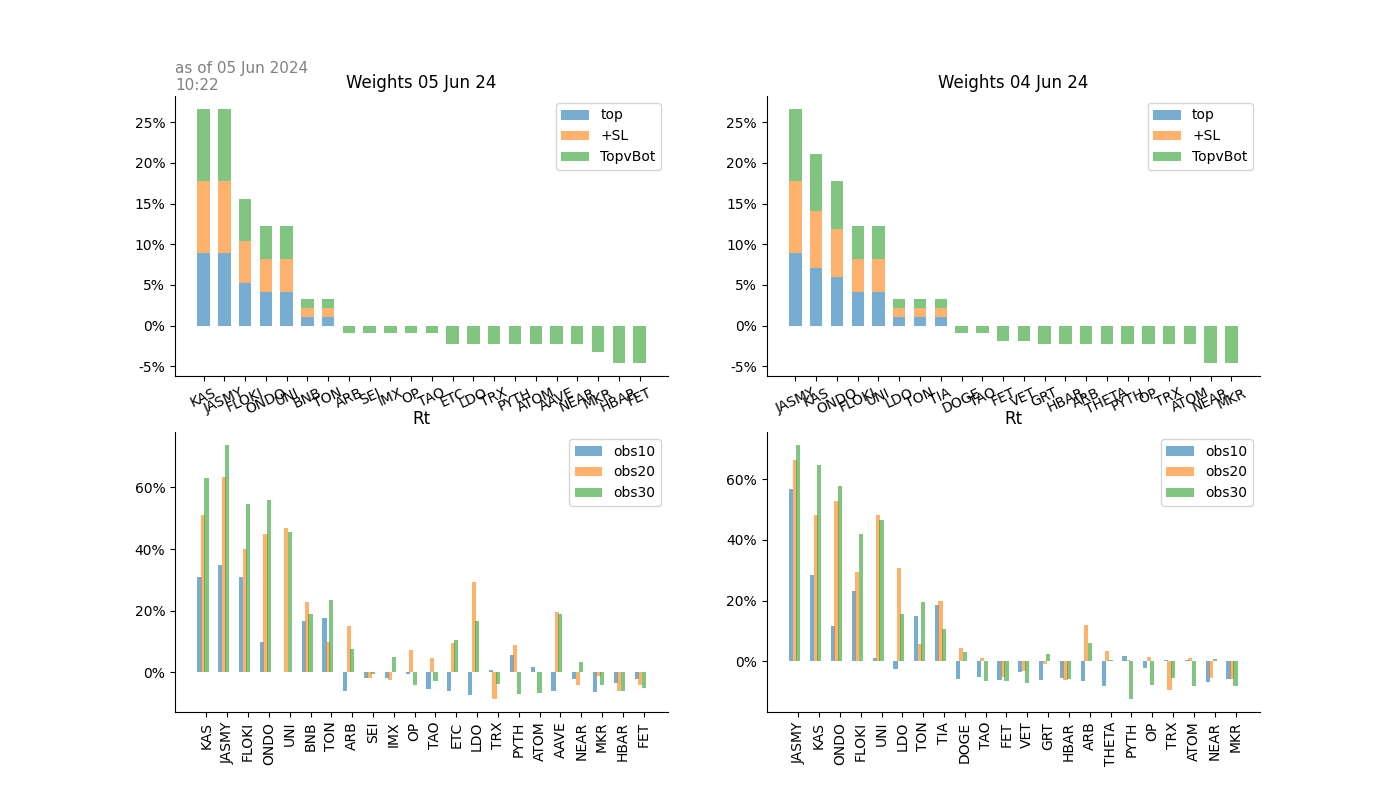 as of 05 Jun 2024
10:22
Weights 05 Jun 24
25%
20%
15%
10%
5%
0%
-5%
top
+SL
TopvBot
KAS JASMY FLOKI ONDO UNI BNB TON ARB SEI IMX OP TAO ETC LDO TRX PYTH ATOM AAVE NEAR MKR HBAR FET
Weights 04 Jun 24
25%
20%
15%
10%
5%
0%
-5%
top
+SL
TopvBot
JASMY KAS ONDO FLOKI UNI LDO TON TIA DOGE TAO FET VET GRT HBAR ARB THETA PYTH OP TRX ATOM NEAR MKR
Rt
60%
40%
20%
0%
obs10
obs20
obs30
KAS JASMY FLOKI ONDO UNI BNB TON ARB SEI IMX OP TAO ETC LDO TRX PYTH ATOM AAVE NEAR MKR HBAR FET
Rt
60%
40%
20%
0%
obs10
obs20
obs30
JASMY KAS ONDO FLOKI UNI LDO TON TIA DOGE TAO FET VET GRT HBAR ARB THETA PYTH OP TRX ATOM NEAR MKR